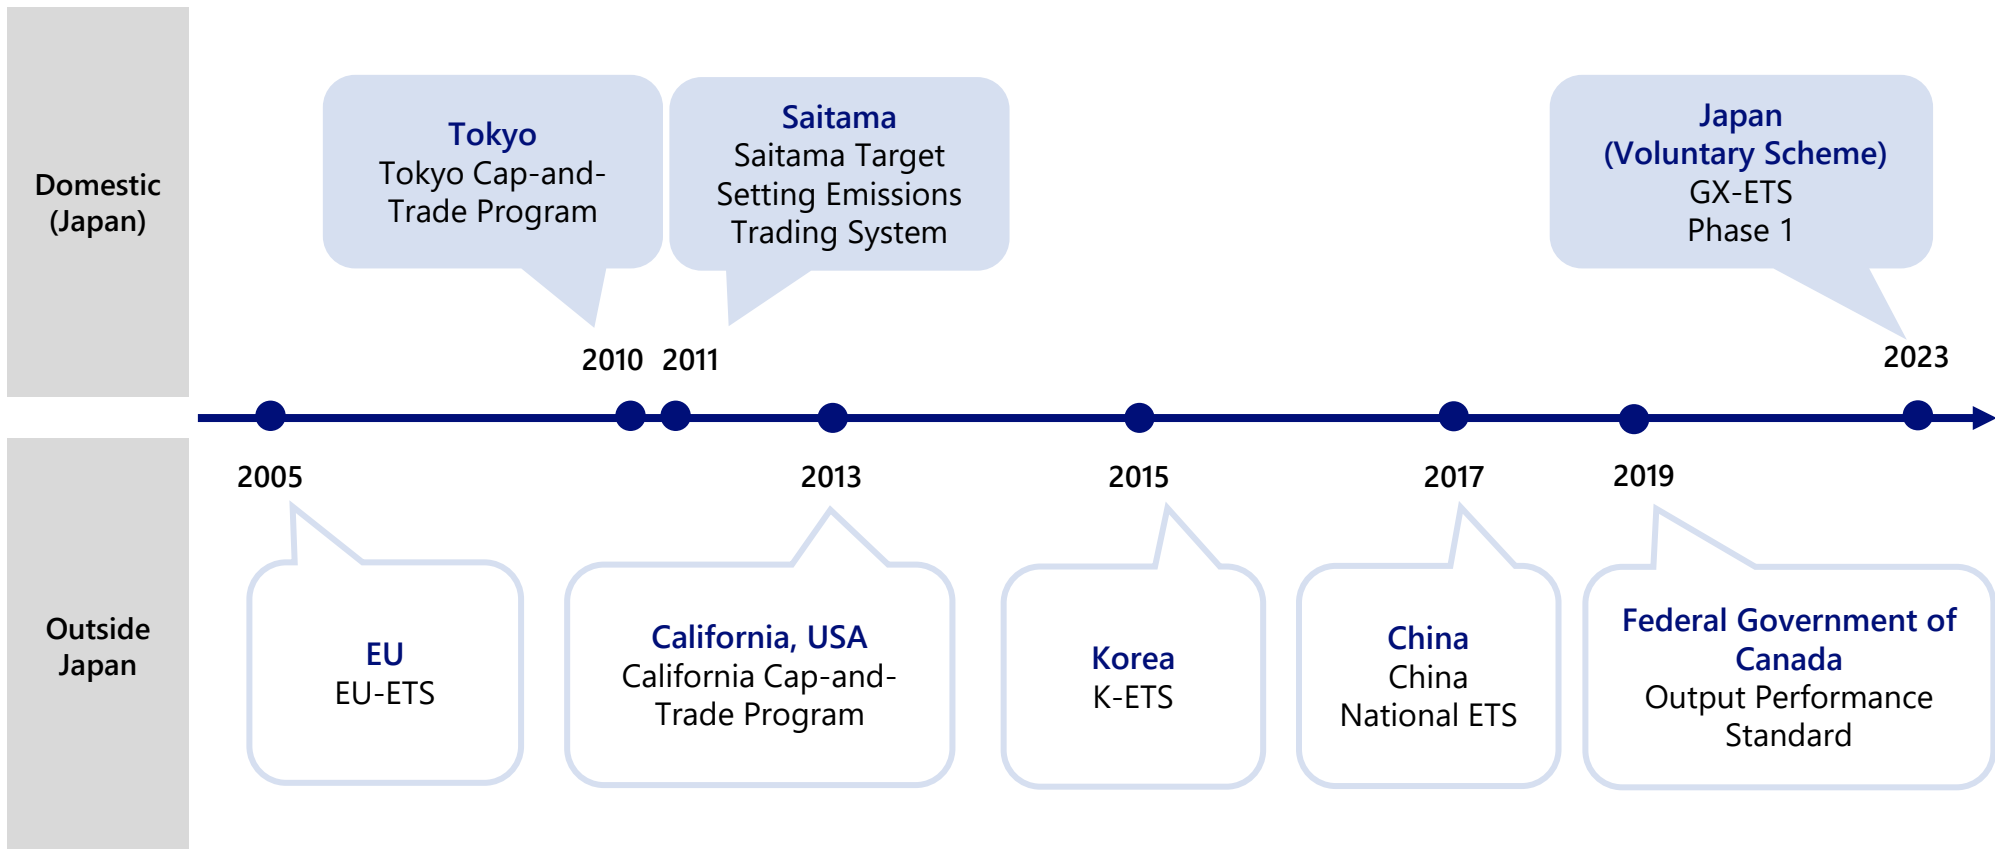 Domestic
(Japan)
Tokyo
Tokyo Cap-and-
Trade Program
Saitama
Saitama Target
Setting Emissions
Trading System
Japan
(Voluntary Scheme)
GX-ETS
Phase 1
2010
2011
2023
2005
2013
2015
2017
2019
Outside
Japan
EU
EU-ETS
California, USA
California Cap-and-
Trade Program
Korea
K-ETS
China
China
National ETS
Federal Government of
Canada
Output Performance
Standard